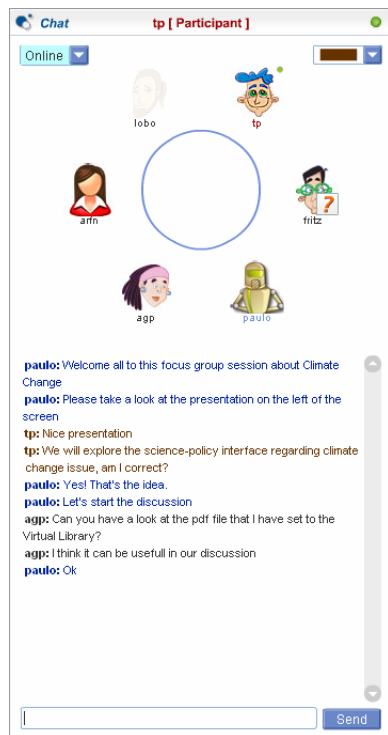 Chat
tp [ Participant ]
Online
lobo
tp
arfn
fritz
?
agp
paulo
paulo: Welcome all to this focus group session about Climate
Change
paulo: Please take a look at the presentation on the left of the
screen
tp: Nice presentation
tp: We will explore the science-policy interface regarding climate
change issue, am I correct?
paulo: Yes! That's the idea.
paulo: Let's start the discussion
agp: Can you have a look at the pdf file that I have set to the
Virtual Library?
agp: I think it can be usefull in our discussion
paulo: Ok
Send